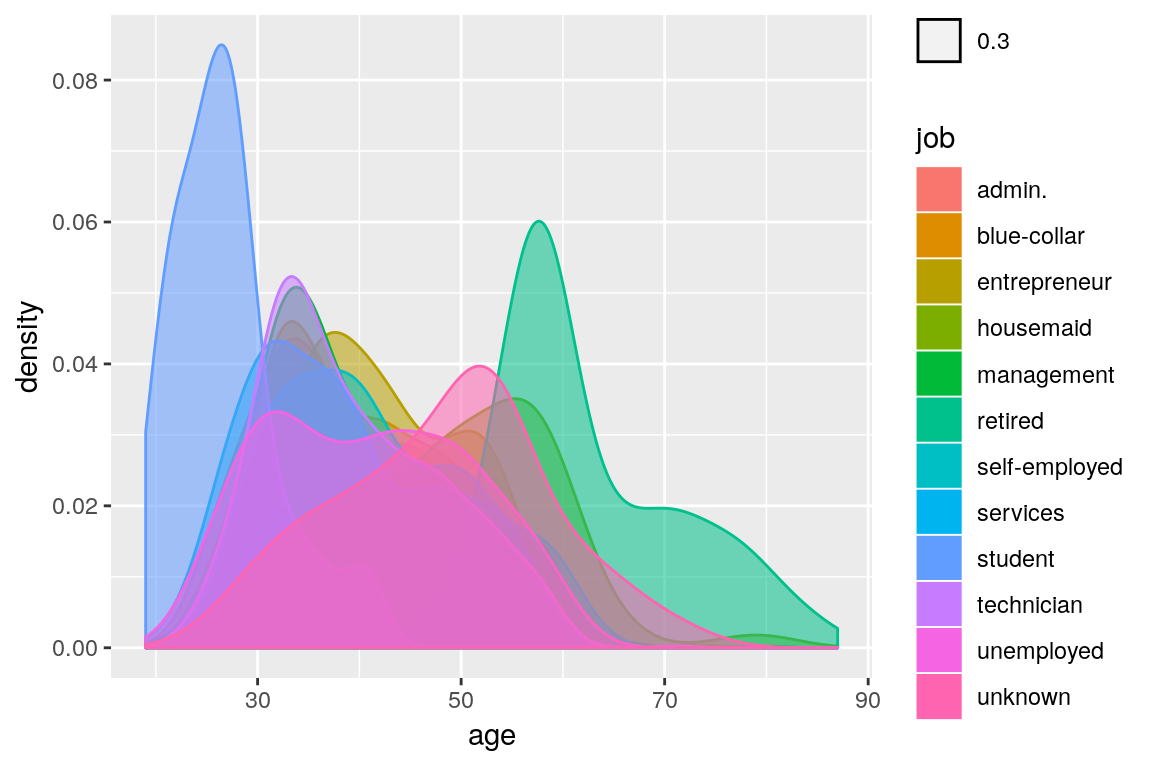 0.08
0.06
0.04
0.02
0.00
density
30
50
70
90
age
0.3
job
admin.
blue-collar
entrepreneur
housemaid
management
retired
self-employed
services
student
technician
unemployed
unknown